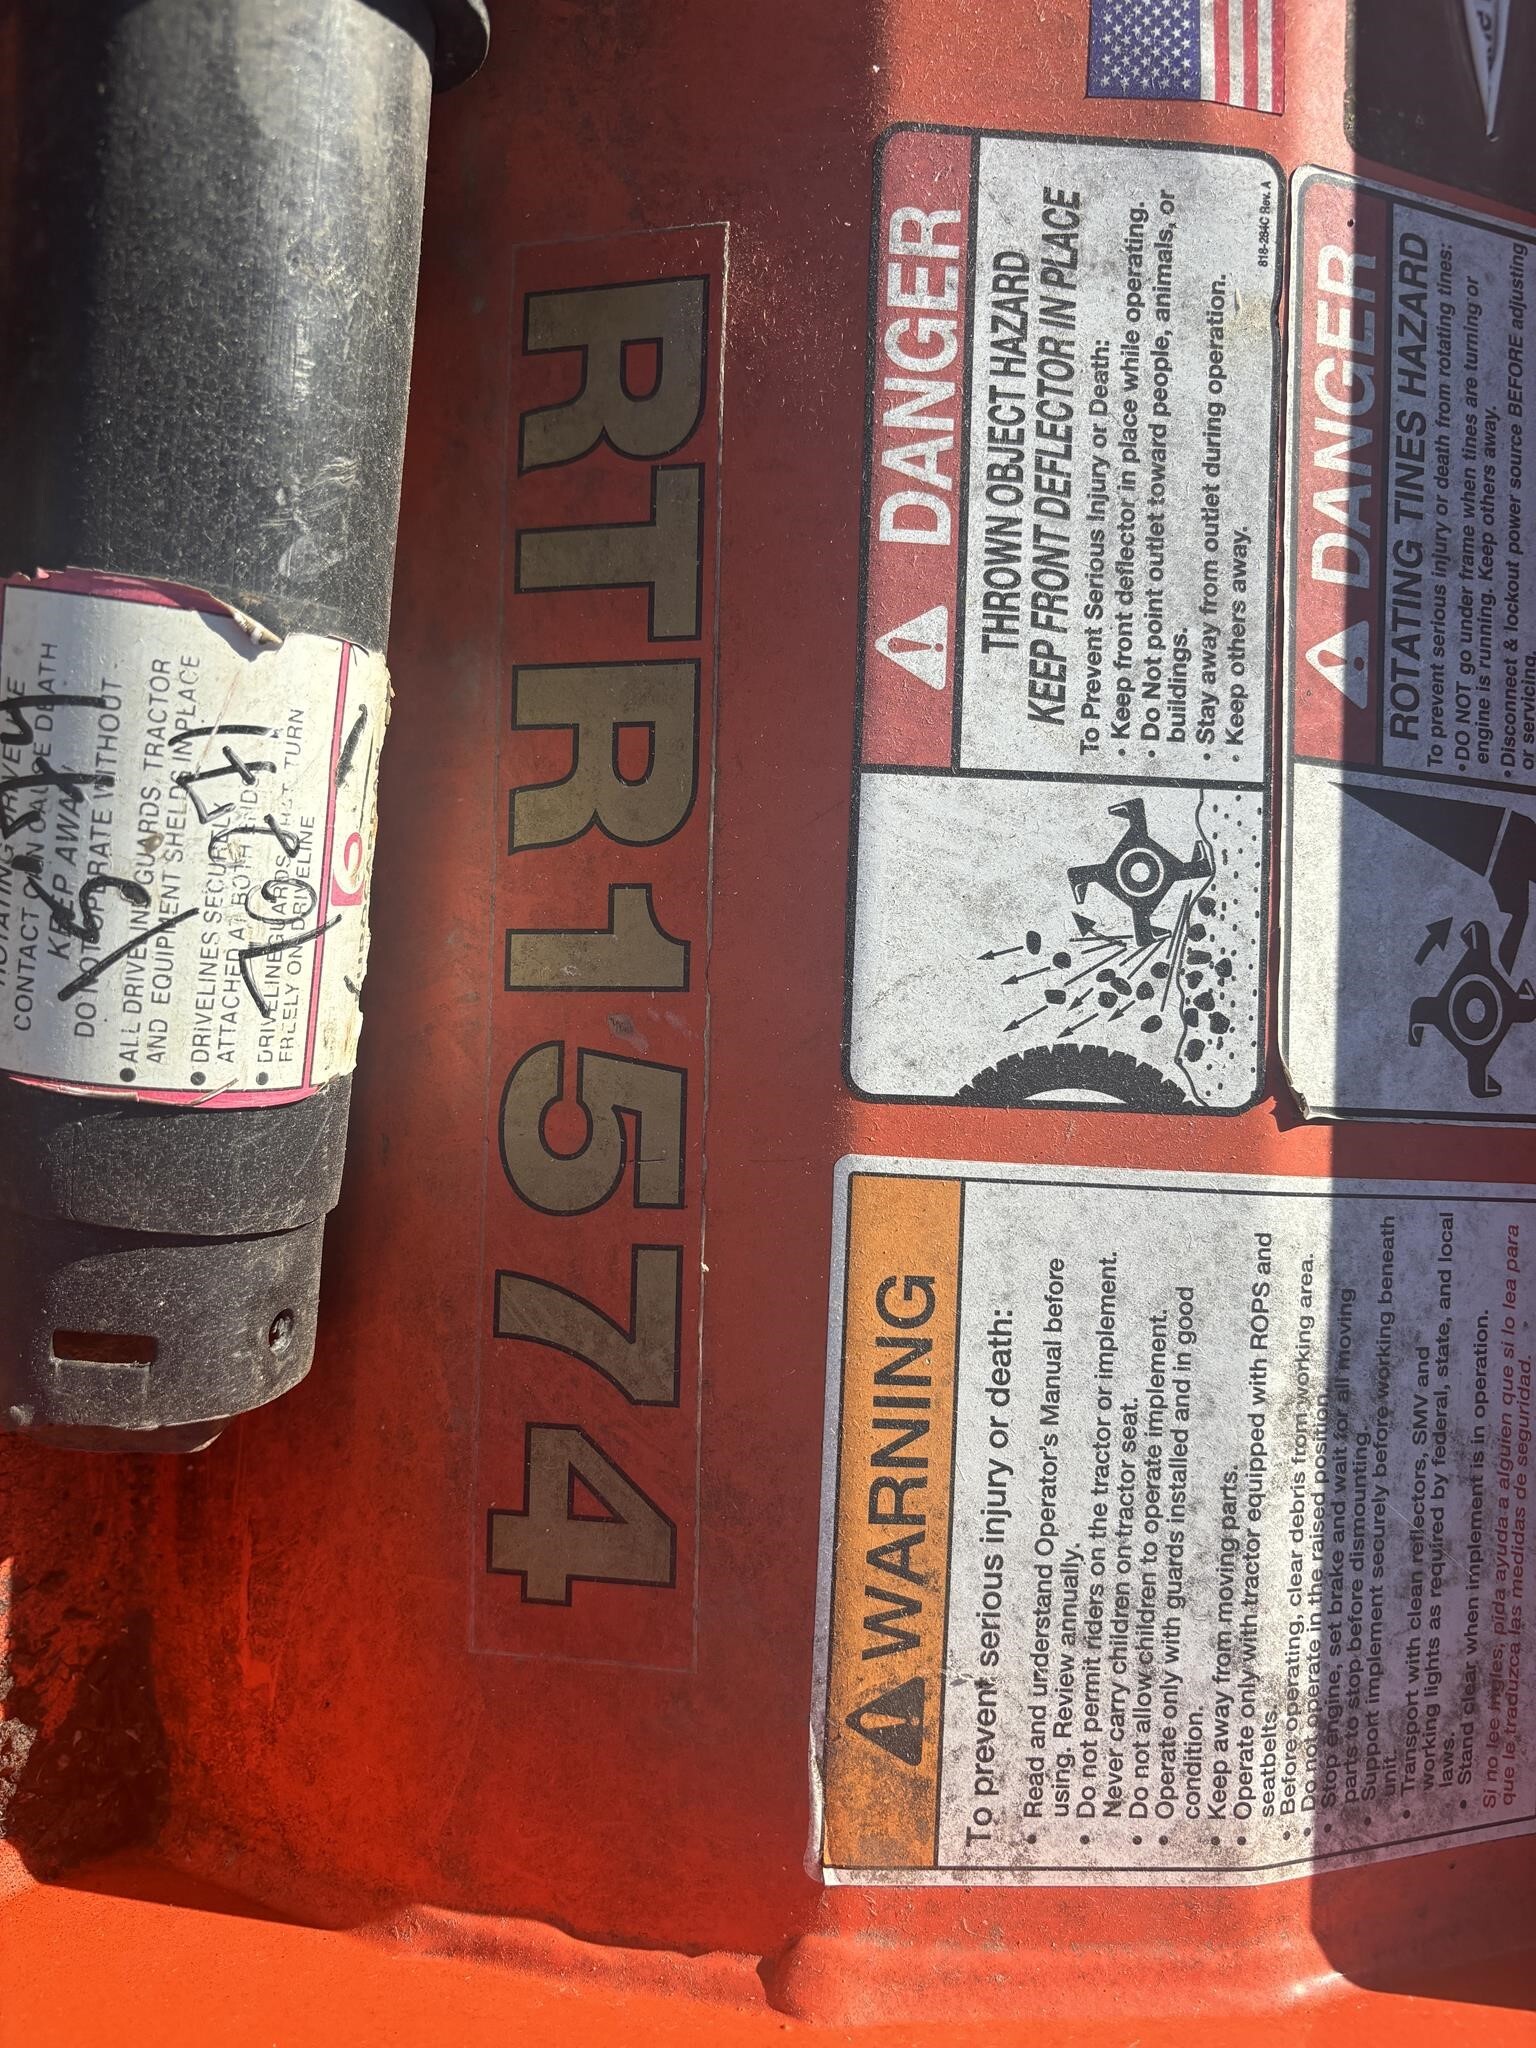 CONTACT CAN CAUSE DEATH
KEEP AWAY
DO NOT OPERATE WITHOUT -
• ALL DRIVELINE GUARDS, TRACTOR
AND EQUIPMENT SHIELDS IN PLACE
• DRIVELINES SECURELY
ATTACHED AT BOTH ENDS
• DRIVELINE GUARDS THAT TURN
FREELY ON DRIVELINE
RTR1574
DANGER
THROWN OBJECT HAZARD
KEEP FRONT DEFLECTOR IN PLACE
To Prevent Serious Injury or Death:
• Keep front deflector in place while operating.
• Do Not point outlet toward people, animals, or
buildings.
• Stay away from outlet during operation.
• Keep others away.
818-284C Rev. A
DANGER
ROTATING TINES HAZARD
To prevent serious injury or death from rotating tines:
• DO NOT go under frame when tines are turning or
engine is running. Keep others away.
• Disconnect & lockout power source BEFORE adjusting
or servicing.
WARNING
To prevent serious injury or death:
• Read and understand Operator's Manual before
using. Review annually.
• Do not permit riders on the tractor or implement.
Never carry children on tractor seat.
• Do not allow children to operate implement.
• Operate only with guards installed and in good
condition.
• Keep away from moving parts.
• Operate only with tractor equipped with ROPS and
seatbelts.
• Before operating, clear debris from working area.
• Do not operate in the raised position.
• Stop engine, set brake and wait for all moving
parts to stop before dismounting.
• Support implement securely before working beneath
unit.
• Transport with clean reflectors, SMV and
working lights as required by federal, state, and local
laws.
• Stand clear when implement is in operation.
Si no lee ingles, pida ayuda a alguien que si lo lea para
que le traduzca las medidas de seguridad.